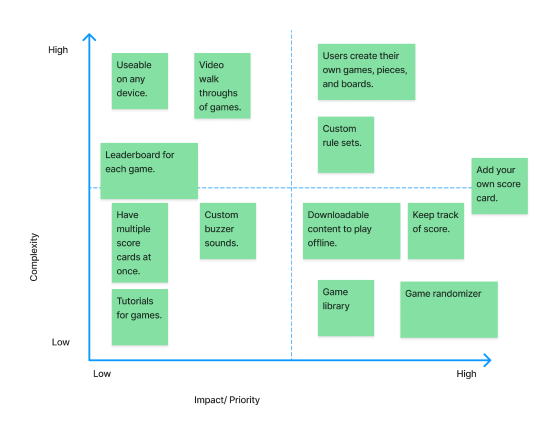 High
Useable
on any
device.
Video
walk
throughs
of games.
Users create their
own games, pieces,
and boards.
Custom
rule sets.
Leaderboard for
each game.
Add your
own score
card.
Have
multiple
score
cards at
once.
Custom
buzzer
sounds.
Downloadable
content to play
offline.
Keep track
of score.
Complexity
Tutorials
for games.
Game
library
Game randomizer
Low
Low
High
Impact/ Priority